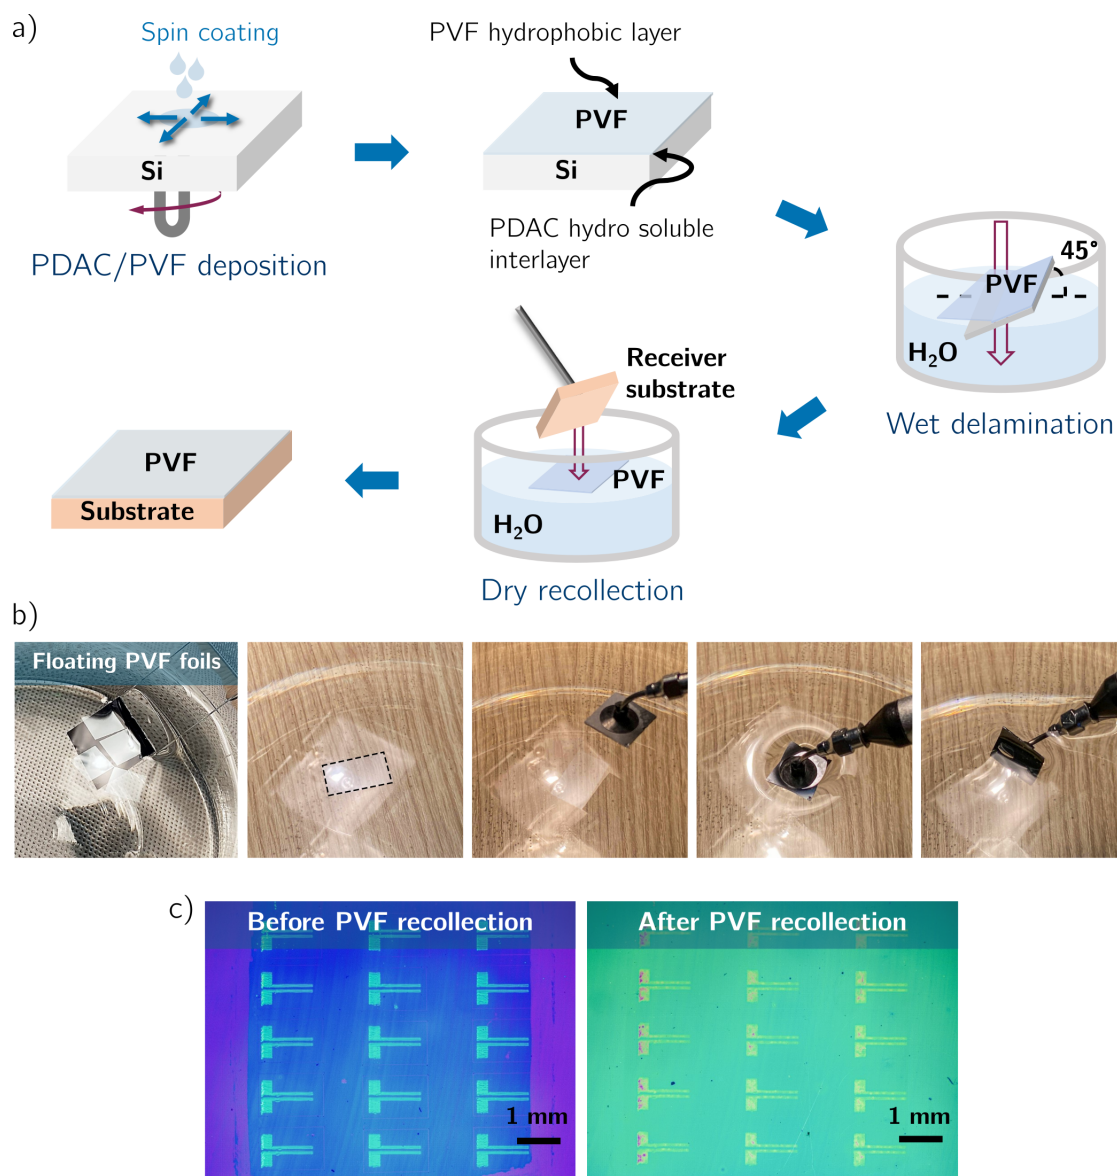 a)
Spin coating
Si
PDAC/PVF deposition
PVF hydrophobic layer
PVF
Si
PDAC hydro soluble
interlayer
45°
PVF
H₂O
Wet delamination
Receiver
substrate
PVF
H₂O
Dry recollection
PVF
Substrate
b)
Floating PVF foils
c)
Before PVF recollection
1 mm
After PVF recollection
1 mm